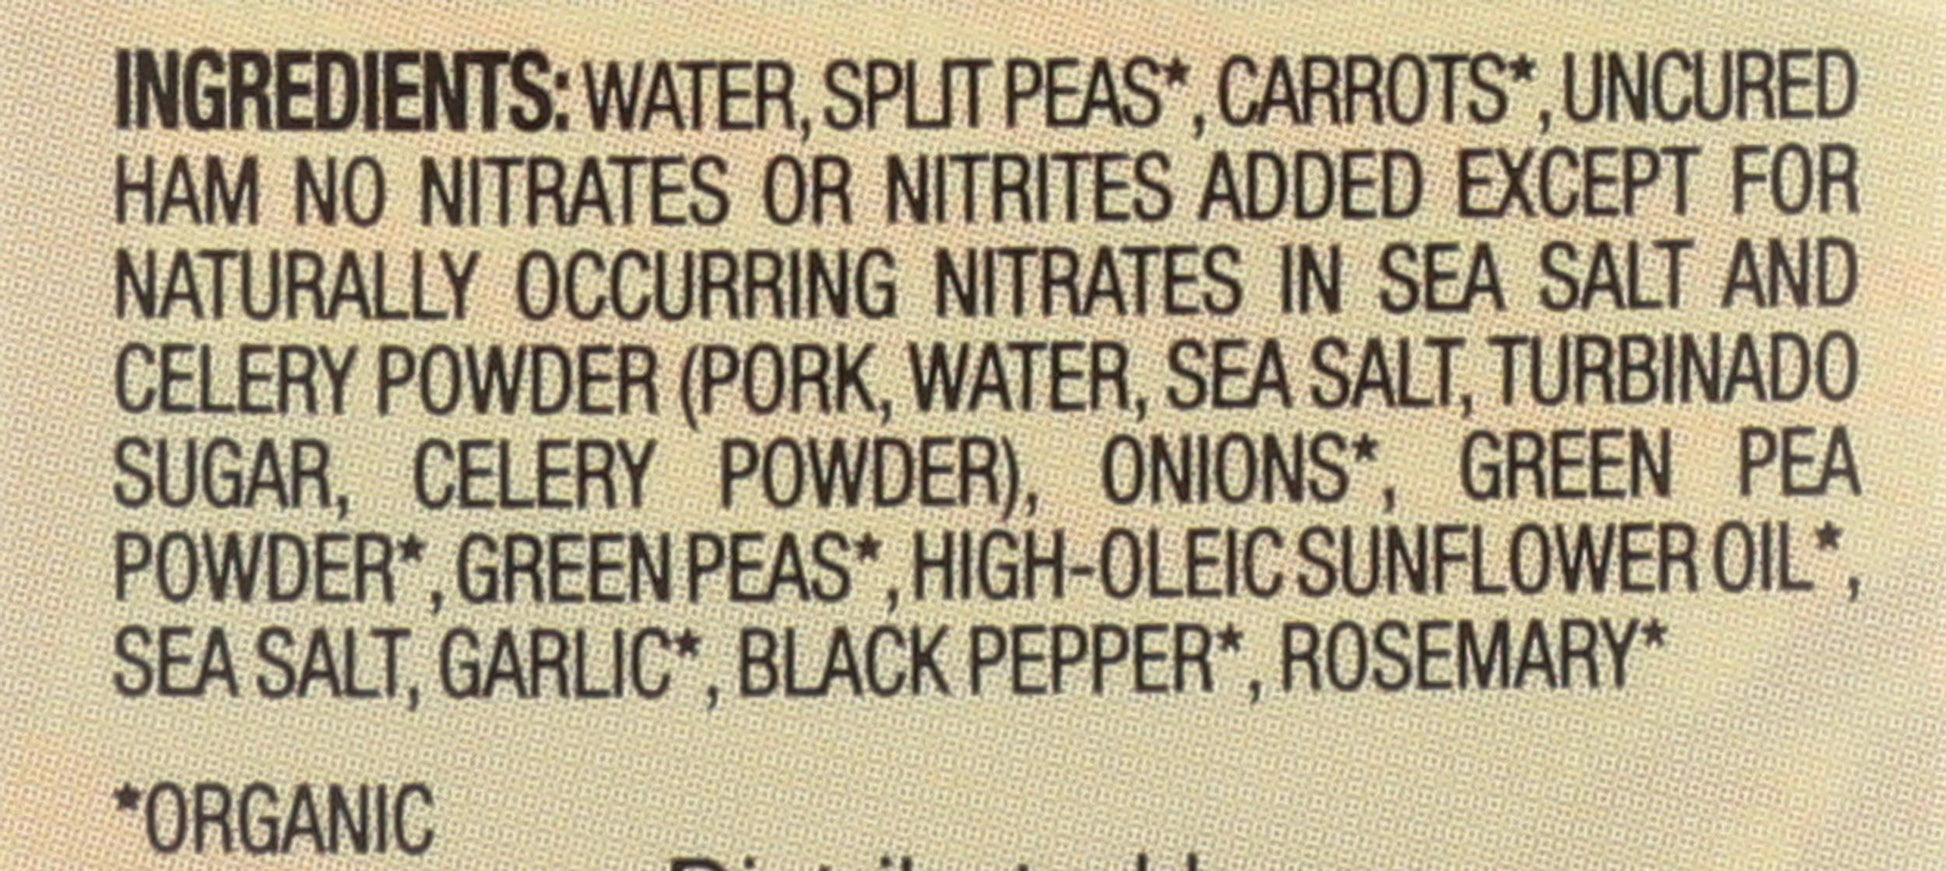 INGREDIENTS: WATER, SPLIT PEAS*, CARROTS*, UNCURED
HAM NO NITRATES OR NITRITES ADDED EXCEPT FOR
NATURALLY OCCURRING NITRATES IN SEA SALT AND
CELERY POWDER (PORK, WATER, SEA SALT, TURBINADO
SUGAR, CELERY POWDER), ONIONS*, GREEN PEA
POWDER*, GREEN PEAS*, HIGH-OLEIC SUNFLOWER OIL*,
SEA SALT, GARLIC*, BLACK PEPPER*, ROSEMARY*
*ORGANIC